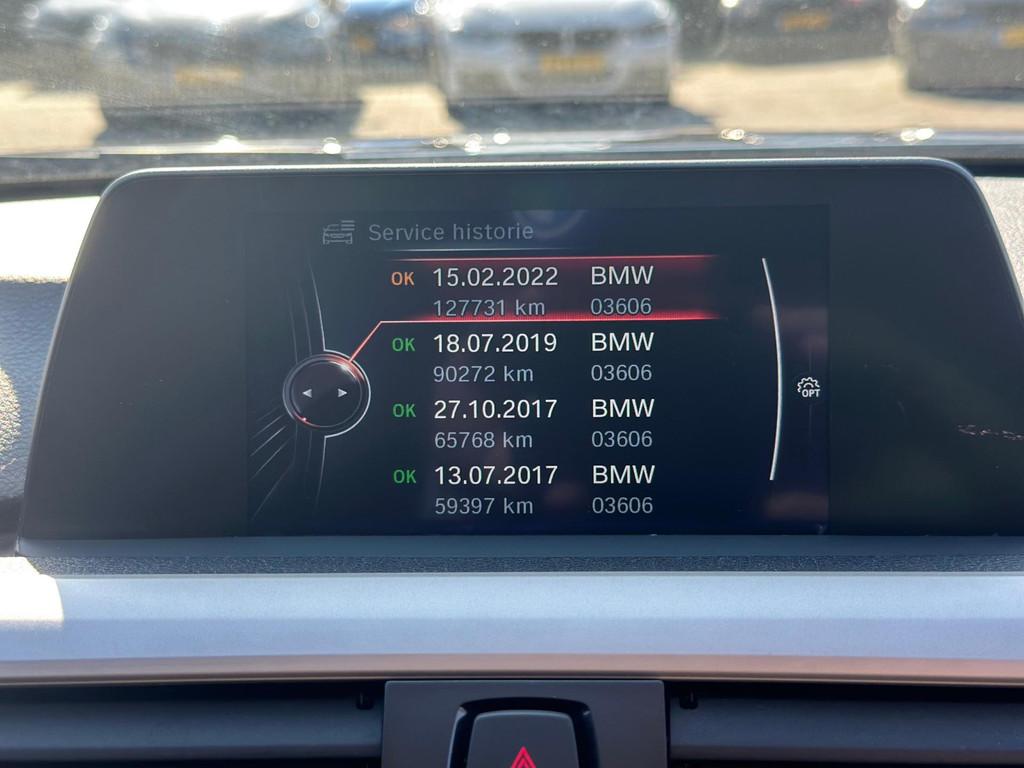 Service historie
OK 15.02.2022 BMW
127731 km 03606
OK 18.07.2019 BMW
90272 km 03606
OPT
OK 27.10.2017 BMW
65768 km 03606
OK 13.07.2017 BMW
59397 km 03606